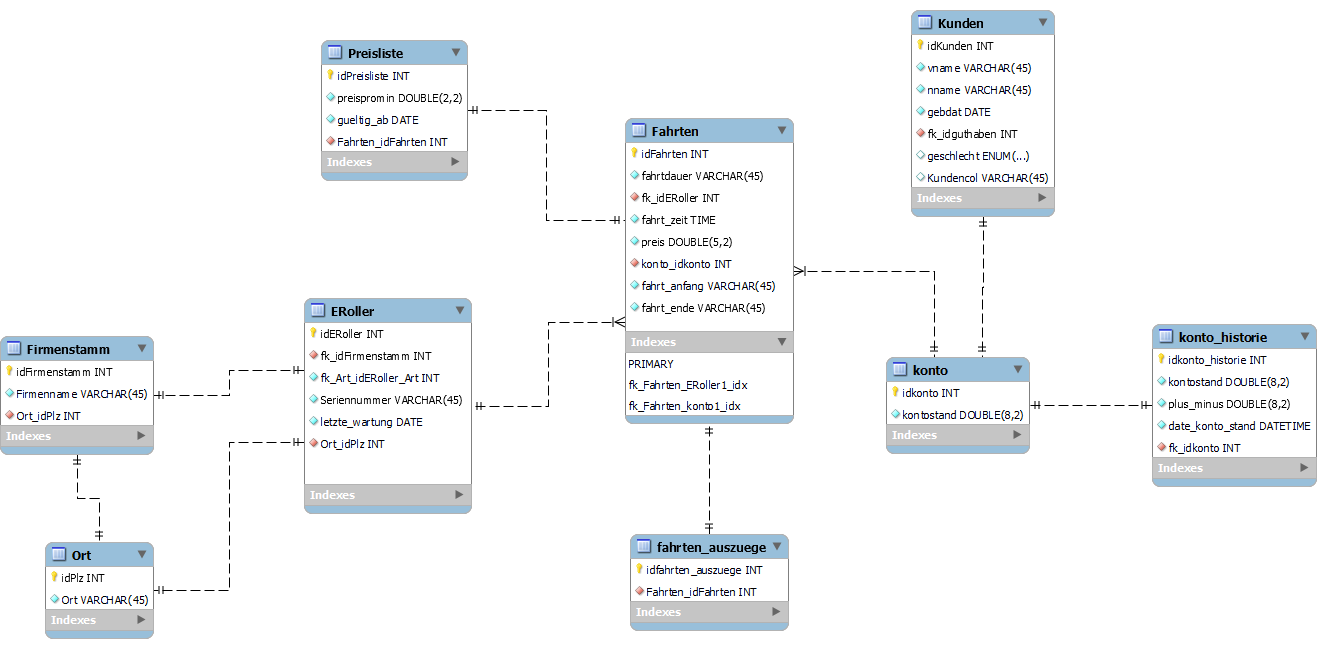 Preisliste
idPreisliste INT
preispromin DOUBLE(2,2)
gueltig_ab DATE
Fahrten_idFahrten INT
Indexes
Kunden
idKunden INT
vname VARCHAR(45)
nname VARCHAR(45)
gebdat DATE
fk_idguthaben INT
geschlecht ENUM(...)
Kundencol VARCHAR(45)
Indexes
Fahrten
idFahrten INT
fahrtdauer VARCHAR(45)
fk_idERoller INT
fahrt_zeit TIME
preis DOUBLE(5,2)
konto_idkonto INT
fahrt_anfang VARCHAR(45)
fahrt_ende VARCHAR(45)
Indexes
PRIMARY
fk_Fahrten_ERoller1_idx
fk_Fahrten_konto1_idx
ERoller
idERoller INT
fk_idFirmenstamm INT
fk_Art_idERoller_Art INT
Seriennummer VARCHAR(45)
letzte_wartung DATE
Ort_idPlz INT
Indexes
Firmenstamm
idFirmenstamm INT
Firmenname VARCHAR(45)
Ort_idPlz INT
Indexes
konto
idkonto INT
kontostand DOUBLE(8,2)
Indexes
konto_historie
idkonto_historie INT
kontostand DOUBLE(8,2)
plus_minus DOUBLE(8,2)
date_konto_stand DATETIME
fk_idkonto INT
Indexes
Ort
idPlz INT
Ort VARCHAR(45)
Indexes
fahrten_auszuege
idfahrten_auszuege INT
Fahrten_idFahrten INT
Indexes